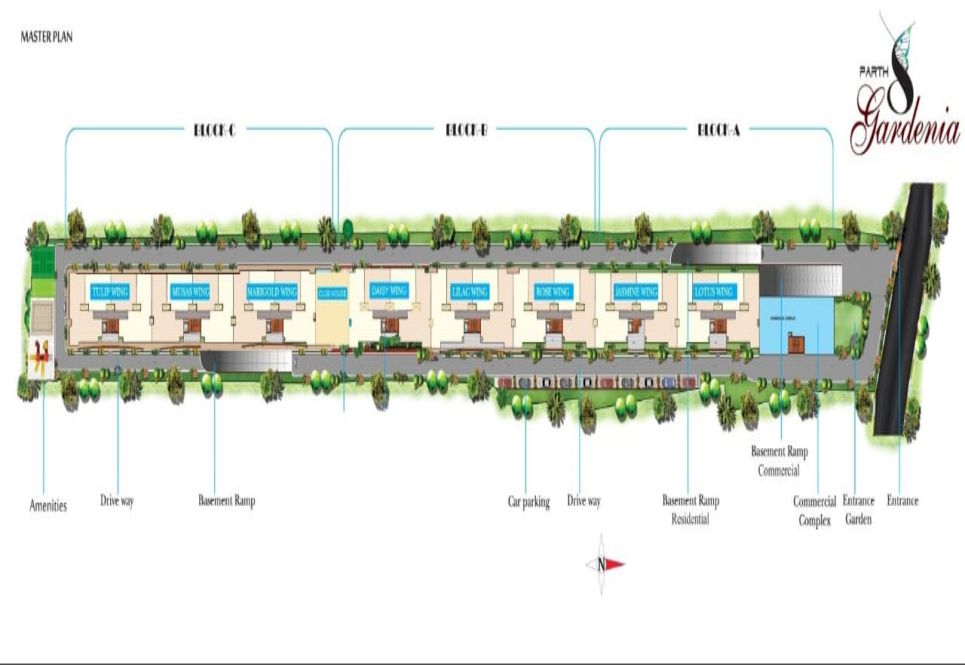 MASTER PLAN
PARTH
Gardenia
BLOCK-C
BLOCK-B
BLOCK-A
TULIP WING
MUSAS WING
MARIGOLD WING
CLUB HOUSE
DAISY WING
LILAC WING
ROSE WING
JASMINE WING
LOTUS WING
COMMERCIAL COMPLEX
Amenities
Drive way
Basement Ramp
Car parking
Drive way
Basement Ramp
Residential
Basement Ramp
Commercial
Commercial
Complex
Entrance
Garden
Entrance
N